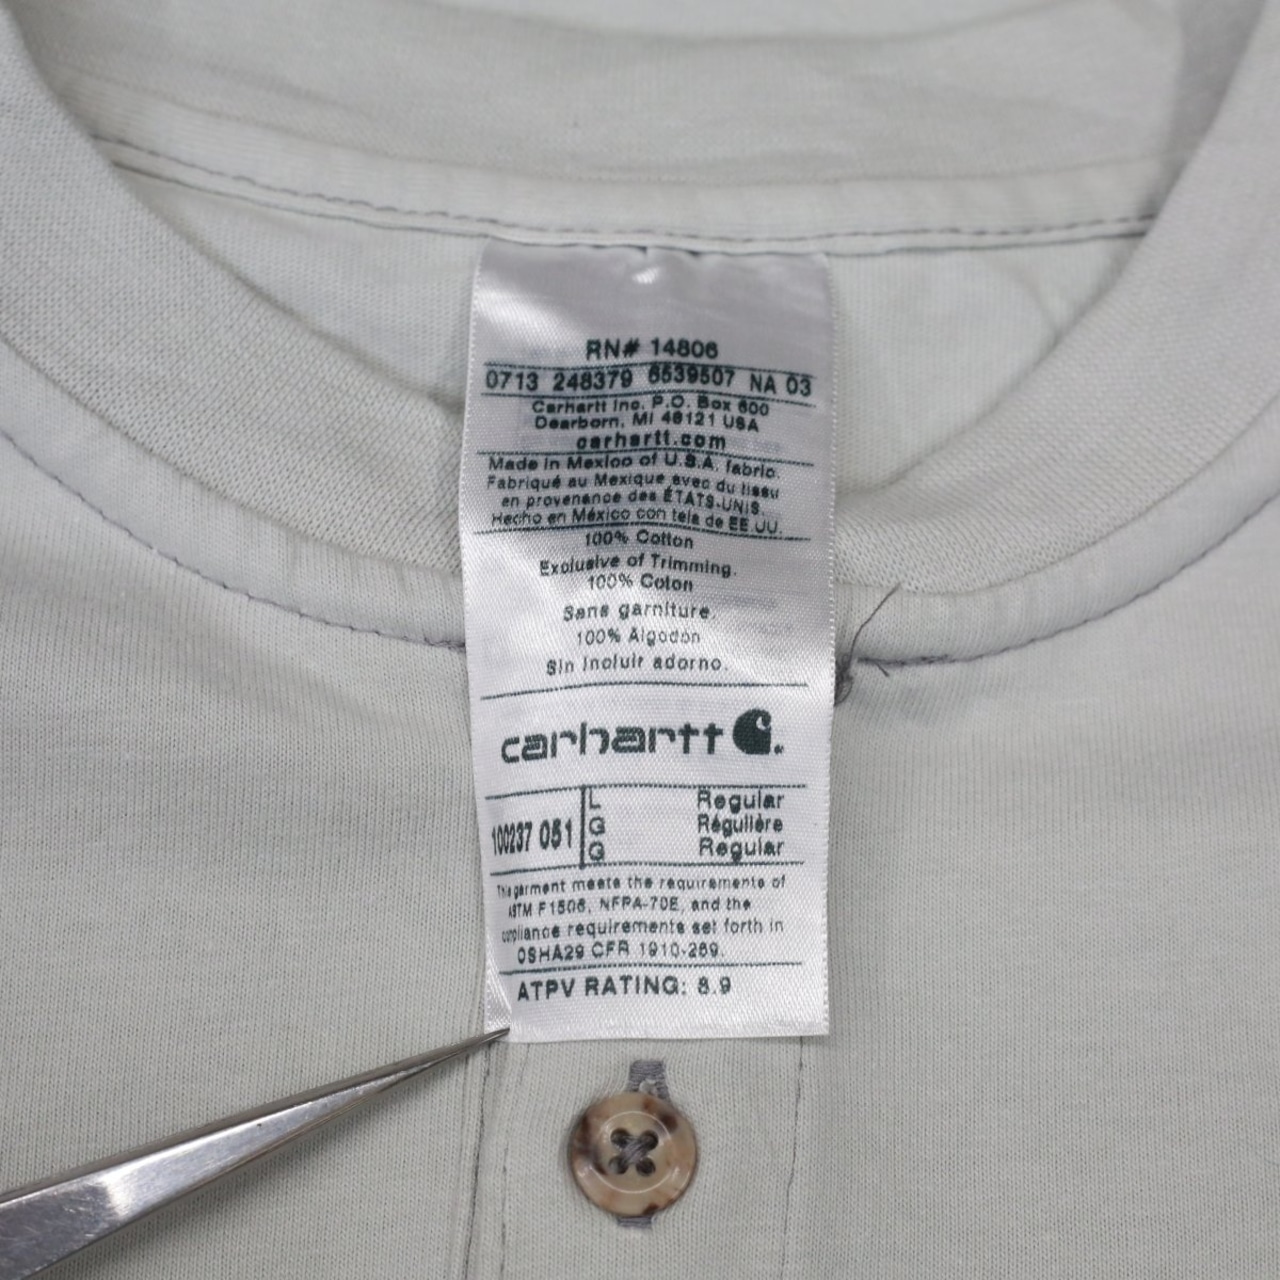 RN# 14806
0713 248379 6539507 NA 03
Carhartt Inc. P.O. Box 600
Dearborn, MI 48121 USA
carhartt.com
Made in Mexico of U.S.A. fabric.
Fabriqué au Mexique avec du tissu
en provenance des ÉTATS-UNIS.
Hecho en México con tela de EE.UU.
100% Cotton
Exclusive of Trimming.
100% Coton
Sans garniture.
100% Algodón
Sin incluir adorno.
carhartt
100237 051
L Regular
G Régulière
G Regular
garment meets the requirements of
ASTM F1506, NFPA-70E, and the
requirements set forth in
OSHA29 CFR 1910-269.
ATPV RATING: 8.9